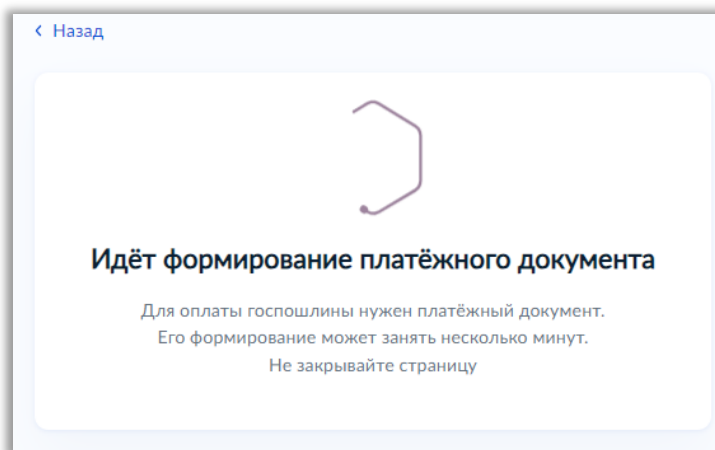 Назад
Идёт формирование платёжного документа
Для оплаты госпошлины нужен платёжный документ.
Его формирование может занять несколько минут.
Не закрывайте страницу